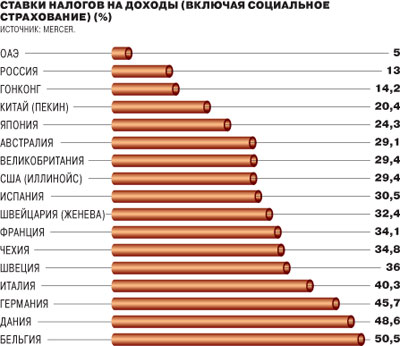 СТАВКИ НАЛОГОВ НА ДОХОДЫ (ВКЛЮЧАЯ СОЦИАЛЬНОЕ
СТРАХОВАНИЕ) (%)
ИСТОЧНИК: MERCER.
ОАЭ 5
РОССИЯ 13
ГОНКОНГ 14,2
КИТАЙ (ПЕКИН) 20,4
ЯПОНИЯ 24,3
АВСТРАЛИЯ 29,1
ВЕЛИКОБРИТАНИЯ 29,4
США (ИЛЛИНОЙС) 29,4
ИСПАНИЯ 30,5
ШВЕЙЦАРИЯ (ЖЕНЕВА) 32,4
ФРАНЦИЯ 34,1
ЧЕХИЯ 34,8
ШВЕЦИЯ 36
ИТАЛИЯ 40,3
ГЕРМАНИЯ 45,7
ДАНИЯ 48,6
БЕЛЬГИЯ 50,5